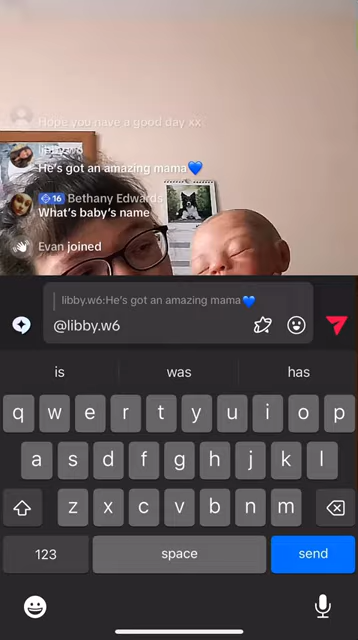 Hope you have a good day xx
libby.w6
He's got an amazing mama💙
16 Bethany Edwards
What's baby's name
Evan joined
libby.w6:He's got an amazing mama💙
@libby.w6
is was has
q w e r t y u i o p
a s d f g h j k l
z x c v b n m
123 space send